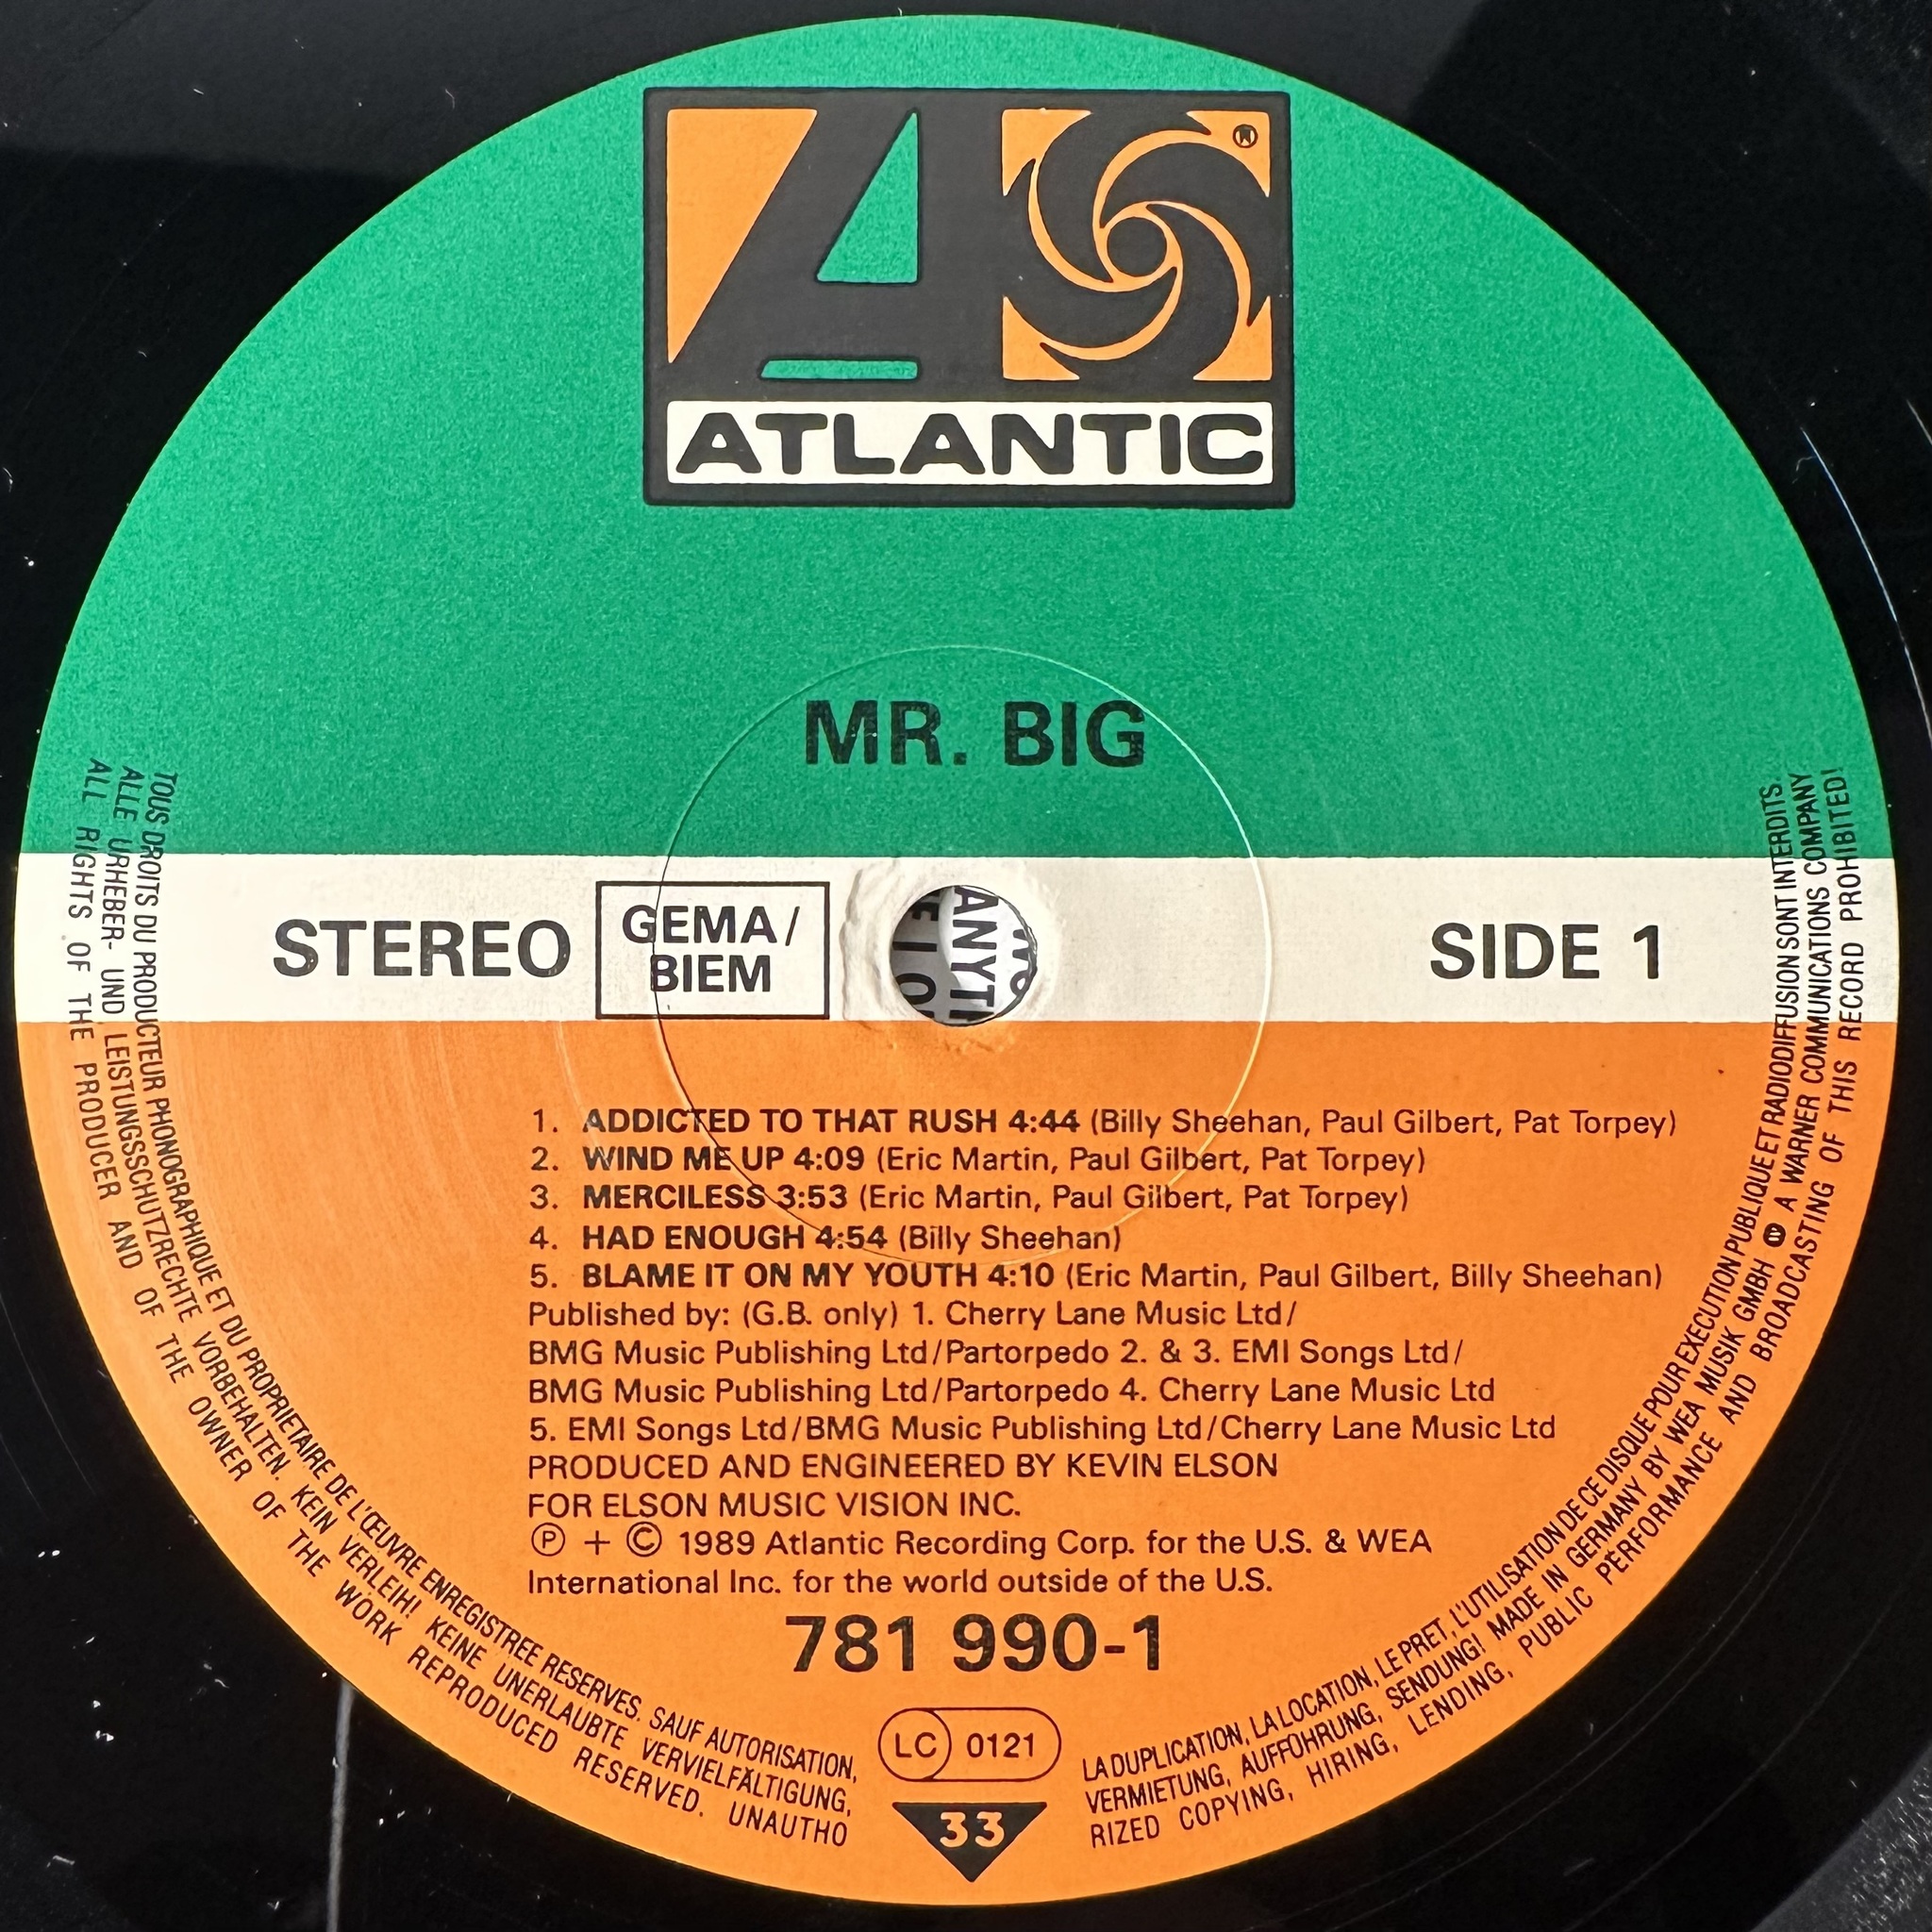 ATLANTIC
MR. BIG
STEREO
GEMA/
BIEM
SIDE 1
1. ADDICTED TO THAT RUSH 4:44 (Billy Sheehan, Paul Gilbert, Pat Torpey)
2. WIND ME UP 4:09 (Eric Martin, Paul Gilbert, Pat Torpey)
3. MERCILESS 3:53 (Eric Martin, Paul Gilbert, Pat Torpey)
4. HAD ENOUGH 4:54 (Billy Sheehan)
5. BLAME IT ON MY YOUTH 4:10 (Eric Martin, Paul Gilbert, Billy Sheehan)
Published by: (G.B. only) 1. Cherry Lane Music Ltd/
BMG Music Publishing Ltd/Partorpedo 2. & 3. EMI Songs Ltd/
BMG Music Publishing Ltd/Partorpedo 4. Cherry Lane Music Ltd
5. EMI Songs Ltd/BMG Music Publishing Ltd/Cherry Lane Music Ltd
PRODUCED AND ENGINEERED BY KEVIN ELSON
FOR ELSON MUSIC VISION INC.
℗ + © 1989 Atlantic Recording Corp. for the U.S. & WEA
International Inc. for the world outside of the U.S.
781 990-1
LC 0121
33
TOUS DROITS DU PRODUCTEUR PHONOGRAPHIQUE ET DU PROPRIETAIRE DE L'ŒUVRE ENREGISTREE RESERVES. SAUF AUTORISATION, LA DUPLICATION, LA LOCATION, LE PRET, L'UTILISATION DE CE DISQUE POUR EXECUTION PUBLIQUE ET RADIODIFFUSION SONT INTERDITS.
ALLE URHEBER- UND LEISTUNGSSCHUTZRECHTE VORBEHALTEN. KEIN VERLEIH! KEINE UNERLAUBTE VERVIELFÄLTIGUNG, VERMIETUNG, AUFFÜHRUNG, SENDUNG! MADE IN GERMANY BY WEA MUSIK GMBH A WARNER COMMUNICATIONS COMPANY
ALL RIGHTS OF THE PRODUCER AND OF THE OWNER OF THE WORK REPRODUCED RESERVED. UNAUTHORIZED COPYING, HIRING, LENDING, PUBLIC PERFORMANCE AND BROADCASTING OF THIS RECORD PROHIBITED!